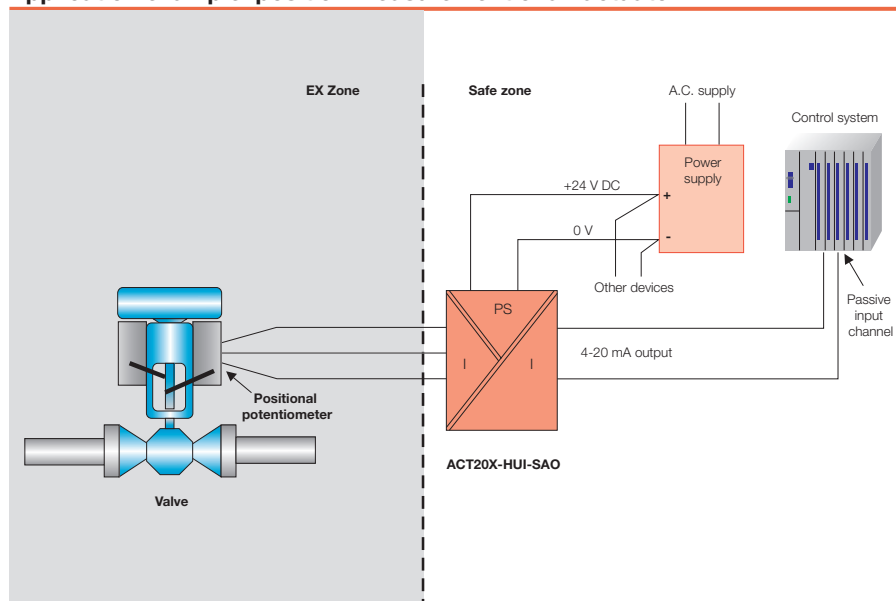 EX Zone
Safe zone
A.C. supply
Control system
Power
supply
+24 V DC
+
0 V
-
Other devices
PS
I
I
4-20 mA output
Passive
input
channel
Positional
potentiometer
ACT20X-HUI-SAO
Valve